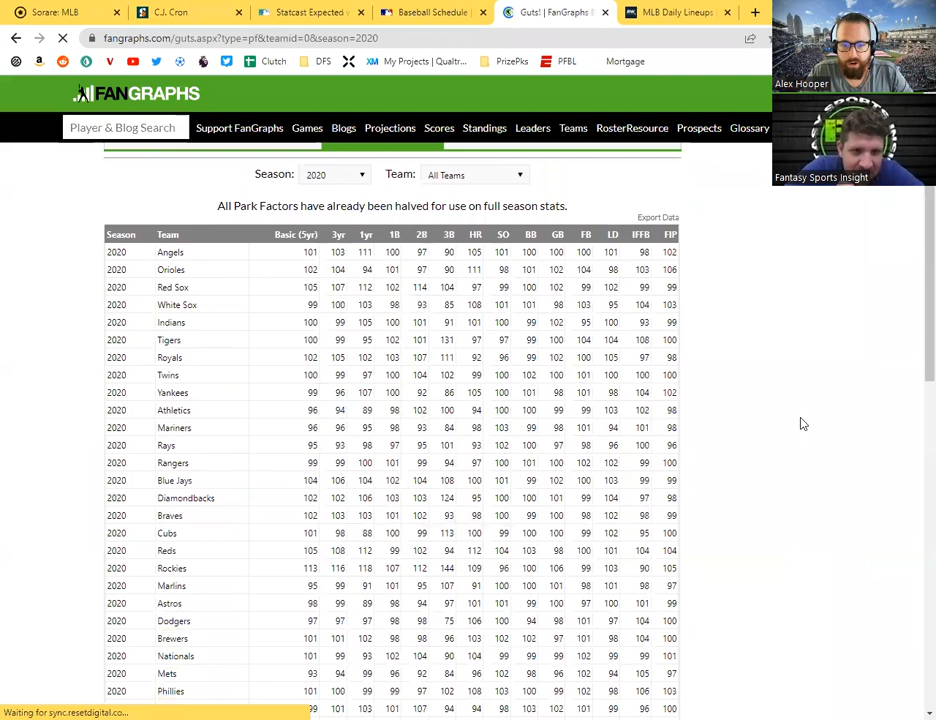 Sorare: MLB
C.J. Cron
Statcast Expected
Baseball Schedule
Guts! | FanGraphs
MLB Daily Lineups
fangraphs.com/guts.aspx?type=pf&teamid=0&season=2020
Clutch DFS My Projects (Qualtr... PrizePks PFBL Mortgage
Alex Hooper
FANGRAPHS
Player & Blog Search Support FanGraphs Games Blogs Projections Scores Standings Leaders Teams RosterResource Prospects Glossary
Fantasy Sports Insight
Season: 2020 Team: All Teams
All Park Factors have already been halved for use on full season stats.
Export Data
Season Team Basic (5yr) 3yr 1yr 1B 2B 3B HR SO BB GB FB LD IFFB FIP
2020 Angels 101 103 111 100 97 90 105 101 100 100 100 101 98 102
2020 Orioles 102 104 94 101 97 90 111 98 101 102 104 98 103 106
2020 Red Sox 105 107 112 102 114 104 97 99 100 102 99 102 99 99
2020 White Sox 99 100 103 98 93 85 108 101 101 98 103 95 104 103
2020 Indians 100 99 105 100 101 91 101 100 99 102 95 100 93 99
2020 Tigers 100 99 95 102 101 131 97 97 99 100 104 104 108 100
2020 Royals 102 105 102 103 107 111 92 96 99 102 100 105 97 98
2020 Twins 100 99 97 100 104 102 99 100 102 100 101 100 100 100
2020 Yankees 99 96 107 100 92 86 105 100 101 101 98 98 104 102
2020 Athletics 96 94 89 98 102 100 94 100 100 99 99 103 102 98
2020 Mariners 96 96 95 98 93 84 98 103 99 98 101 94 101 98
2020 Rays 95 93 98 97 95 101 93 102 100 97 98 96 100 96
2020 Rangers 99 99 100 101 99 94 97 100 101 100 102 102 99 100
2020 Blue Jays 104 106 104 102 104 108 100 101 99 102 100 103 99 99
2020 Diamondbacks 102 102 106 103 103 124 95 100 100 101 99 104 97 98
2020 Braves 102 103 103 101 102 93 98 100 99 100 98 102 98 99
2020 Cubs 101 98 88 100 99 113 100 99 100 99 100 102 95 100
2020 Reds 105 108 112 99 102 94 112 104 103 98 100 101 104 104
2020 Rockies 113 116 118 107 112 144 109 96 100 106 99 103 90 105
2020 Marlins 95 99 91 101 95 107 91 100 100 101 98 101 98 97
2020 Astros 98 99 89 98 94 97 101 101 99 100 97 100 101 99
2020 Dodgers 97 97 97 98 98 75 106 100 94 98 101 97 104 100
2020 Brewers 101 101 102 98 98 96 103 99 100 102 101 98 104 100
2020 Nationals 101 99 93 102 104 90 104 99 100 102 100 99 99 101
2020 Mets 93 94 99 96 92 84 96 102 98 96 102 94 105 97
2020 Phillies 101 100 99 99 97 102 108 103 100 99 102 98 106 103
99 101 103 101 107 94 94 98 103 102 101 99 96 100
Waiting for sync.resetdigital.co...